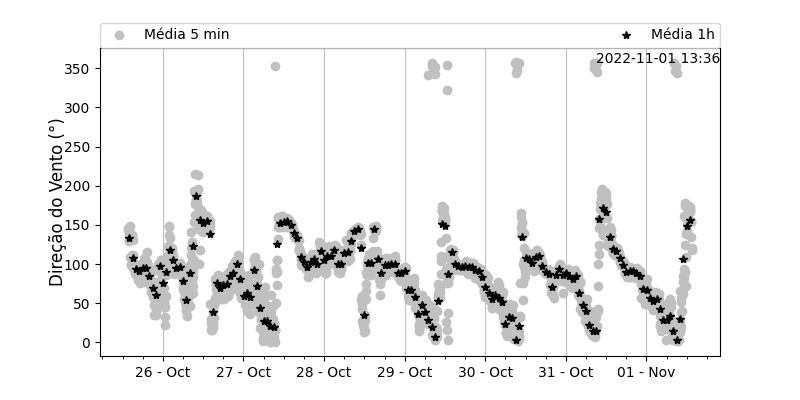 Média 5 min
Média 1h
2022-11-01 13:36
Direção do Vento (°)
350
300
250
200
150
100
50
0
26 - Oct
27 - Oct
28 - Oct
29 - Oct
30 - Oct
31 - Oct
01 - Nov